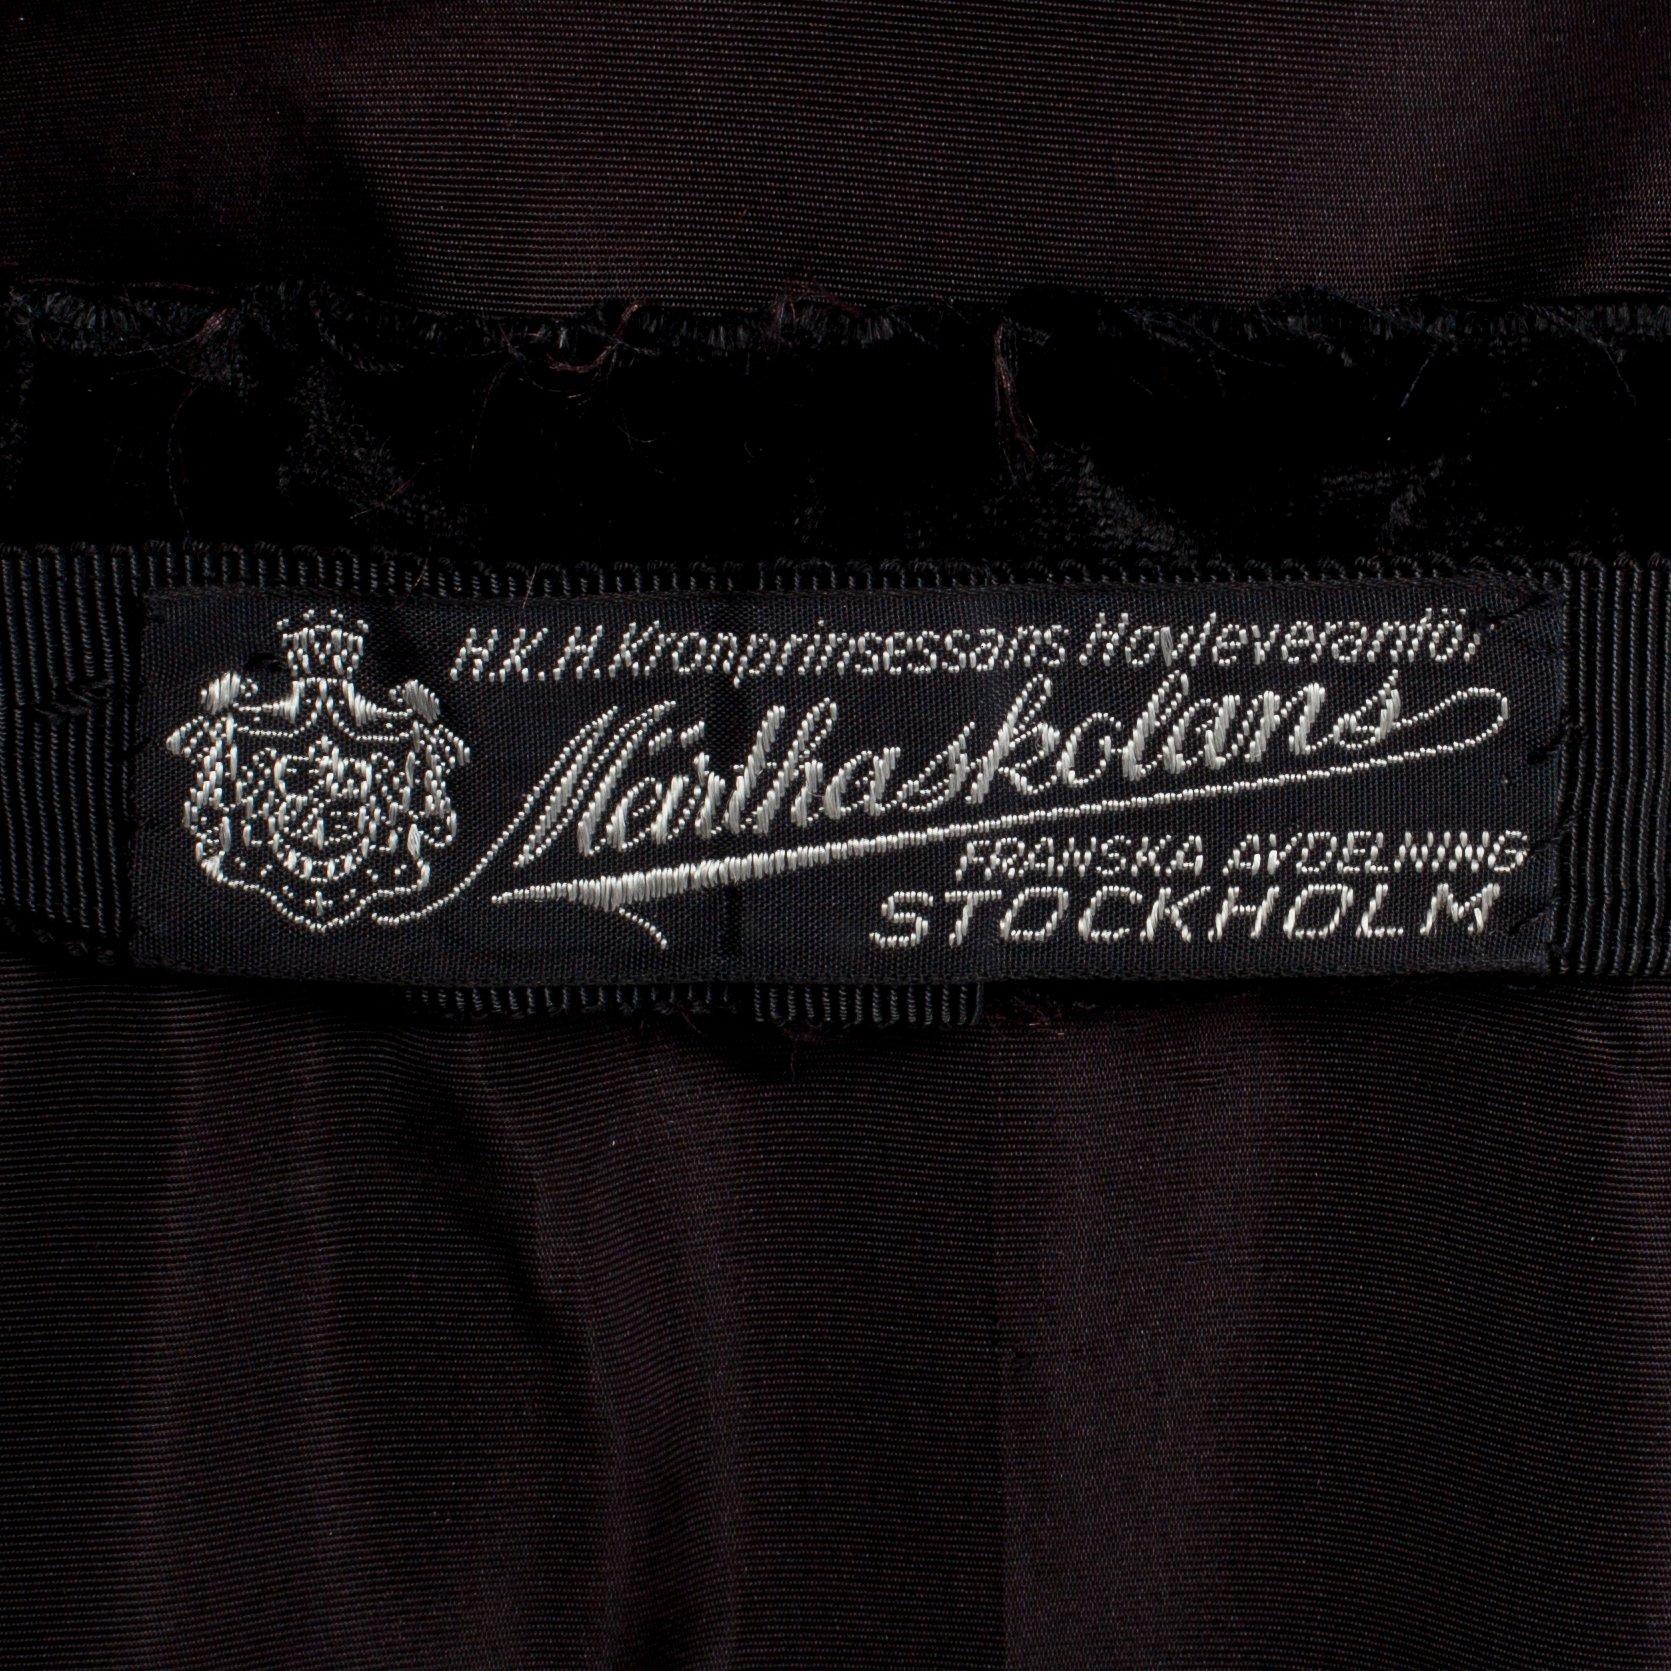 H.K.H. Kronprinsessans Hovleverantör
Märthaskolans
FRANSKA AVDELNING
STOCKHOLM